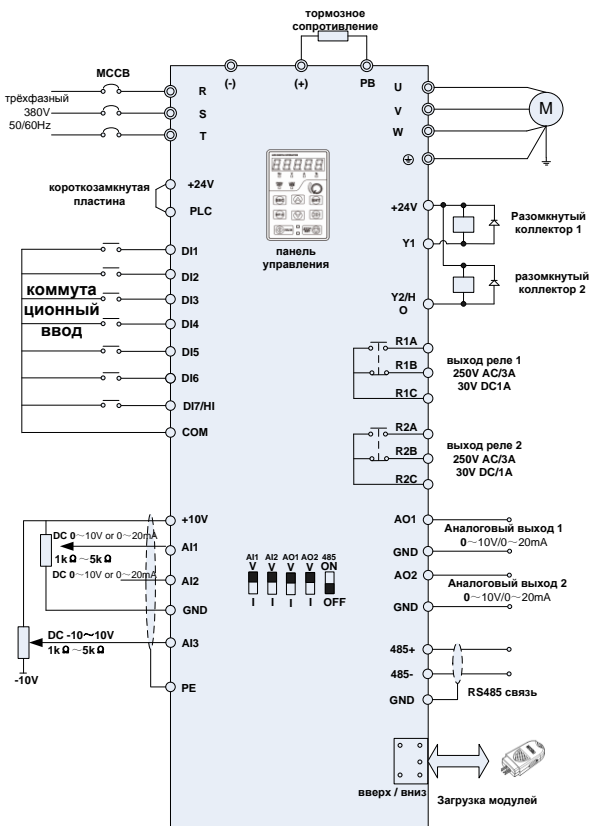 тормозное
сопротивление
МССВ
(-)
(+)
PB
трёхфазный
380V
50/60Hz
R
S
T
U
V
W
M
короткозамкнутая
пластина
+24V
PLC
панель
управления
+24V
Y1
Y2/H
O
Разомкнутый
коллектор 1
разомкнутый
коллектор 2
DI1
DI2
DI3
DI4
DI5
DI6
DI7/HI
COM
коммута
ционный
ввод
R1A
R1B
R1C
выход реле 1
250V AC/3A
30V DC1A
R2A
R2B
R2C
выход реле 2
250V AC/3A
30V DC/1A
+10V
DC 0～10V or 0～20mA
AI1
1kΩ～5kΩ
DC 0～10V or 0～20mA
AI2
GND
DC -10～10V
AI3
1kΩ～5kΩ
-10V
PE
AI1 AI2 AO1 AO2 485
V V V V ON
I I I I OFF
AO1
Аналоговый выход 1
0～10V/0～20mA
GND
AO2
Аналоговый выход 2
0～10V/0～20mA
GND
485+
485-
GND
RS485 связь
вверх / вниз
Загрузка модулей